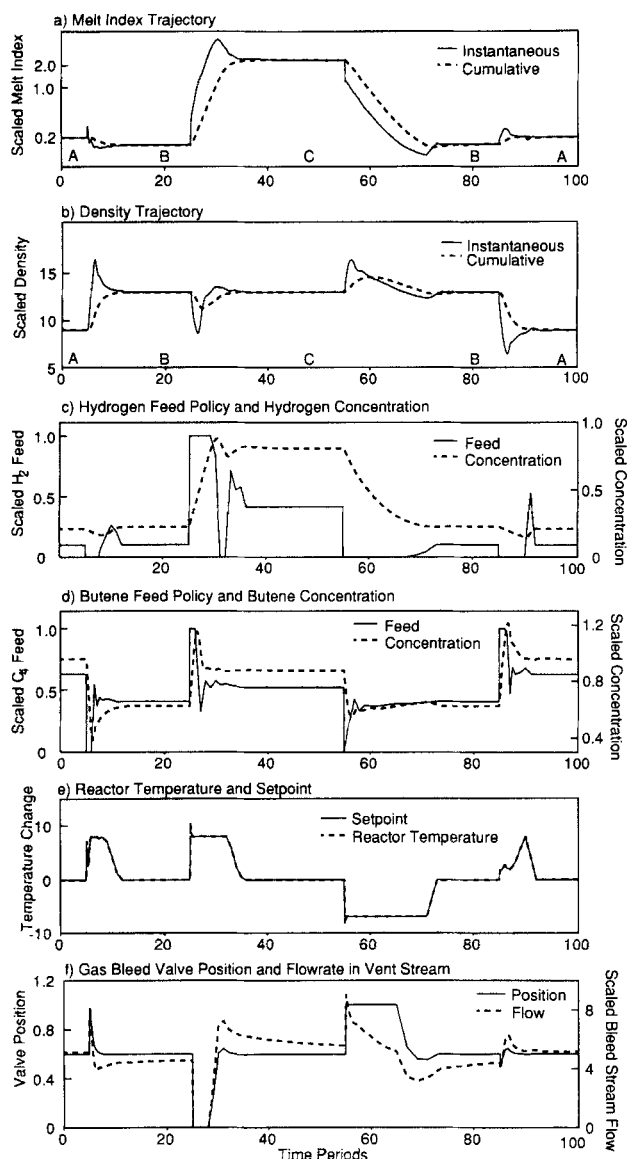 a) Melt Index Trajectory
Scaled Melt Index
2.0
1.0
0.2
Instantaneous
Cumulative
A B C B A
0 20 40 60 80 100
b) Density Trajectory
Scaled Density
15
13
9
5
Instantaneous
Cumulative
A B C B A
0 20 40 60 80 100
c) Hydrogen Feed Policy and Hydrogen Concentration
Scaled H2 Feed
1.0
0.5
0
Feed
Concentration
1.0
0.5
0
Scaled Concentration
0 20 40 60 80 100
d) Butene Feed Policy and Butene Concentration
Scaled C4 Feed
1.0
0.5
0
Feed
Concentration
1.2
0.8
0.4
Scaled Concentration
0 20 40 60 80 100
e) Reactor Temperature and Setpoint
Temperature Change
10
0
-10
Setpoint
Reactor Temperature
0 20 40 60 80 100
f) Gas Bleed Valve Position and Flowrate in Vent Stream
Valve Position
1.2
0.8
0.4
0
Position
Flow
8
4
0
Scaled Bleed Stream Flow
0 20 40 60 80 100
Time Periods